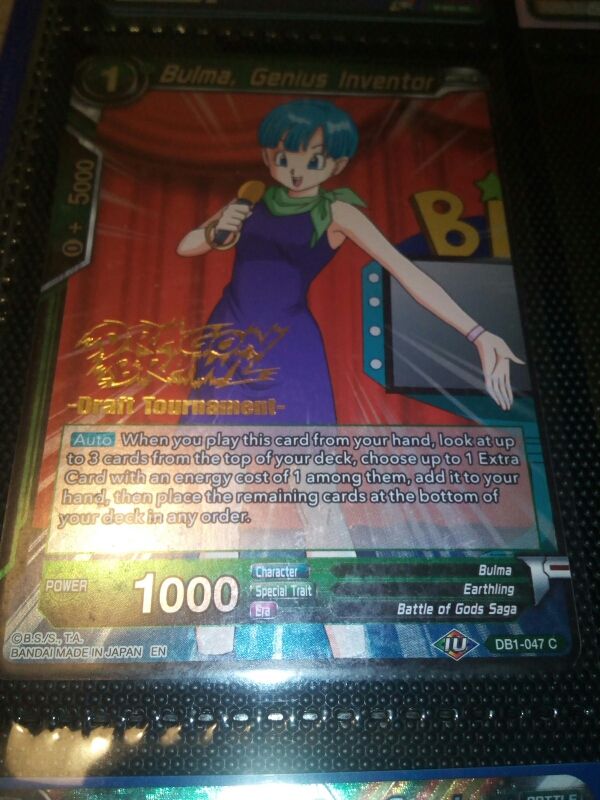 1
Bulma, Genius Inventor
0 + 5000
BI
DRAGON
BRAWL
-Draft Tournament-
Auto When you play this card from your hand, look at up
to 3 cards from the top of your deck, choose up to 1 Extra
Card with an energy cost of 1 among them, add it to your
hand, then place the remaining cards at the bottom of
your deck in any order.
POWER 1000
Character Bulma
Special Trait Earthling
Era Battle of Gods Saga
©B.S./S., T.A.
BANDAI MADE IN JAPAN EN
IU DB1-047 C
BATTLE